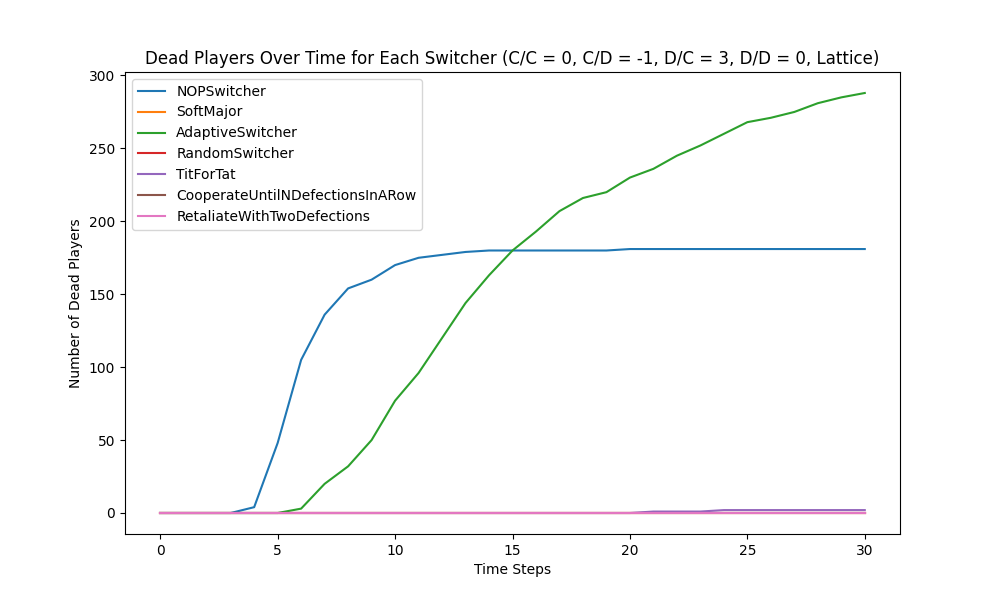 Dead Players Over Time for Each Switcher (C/C = 0, C/D = -1, D/C = 3, D/D = 0, Lattice)
300
250
200
150
100
50
0
Number of Dead Players
NOPSwitcher
SoftMajor
AdaptiveSwitcher
RandomSwitcher
TitForTat
CooperateUntilNDefectionsInARow
RetaliateWithTwoDefections
0 5 10 15 20 25 30
Time Steps